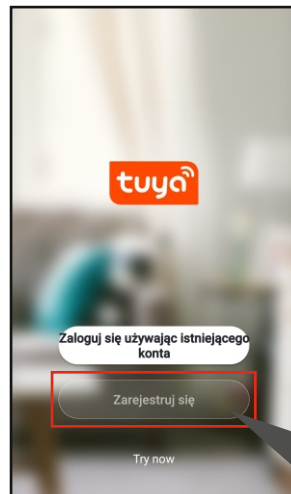 tuya
Zaloguj się używając istniejącego
konta
Zarejestruj się
Try now